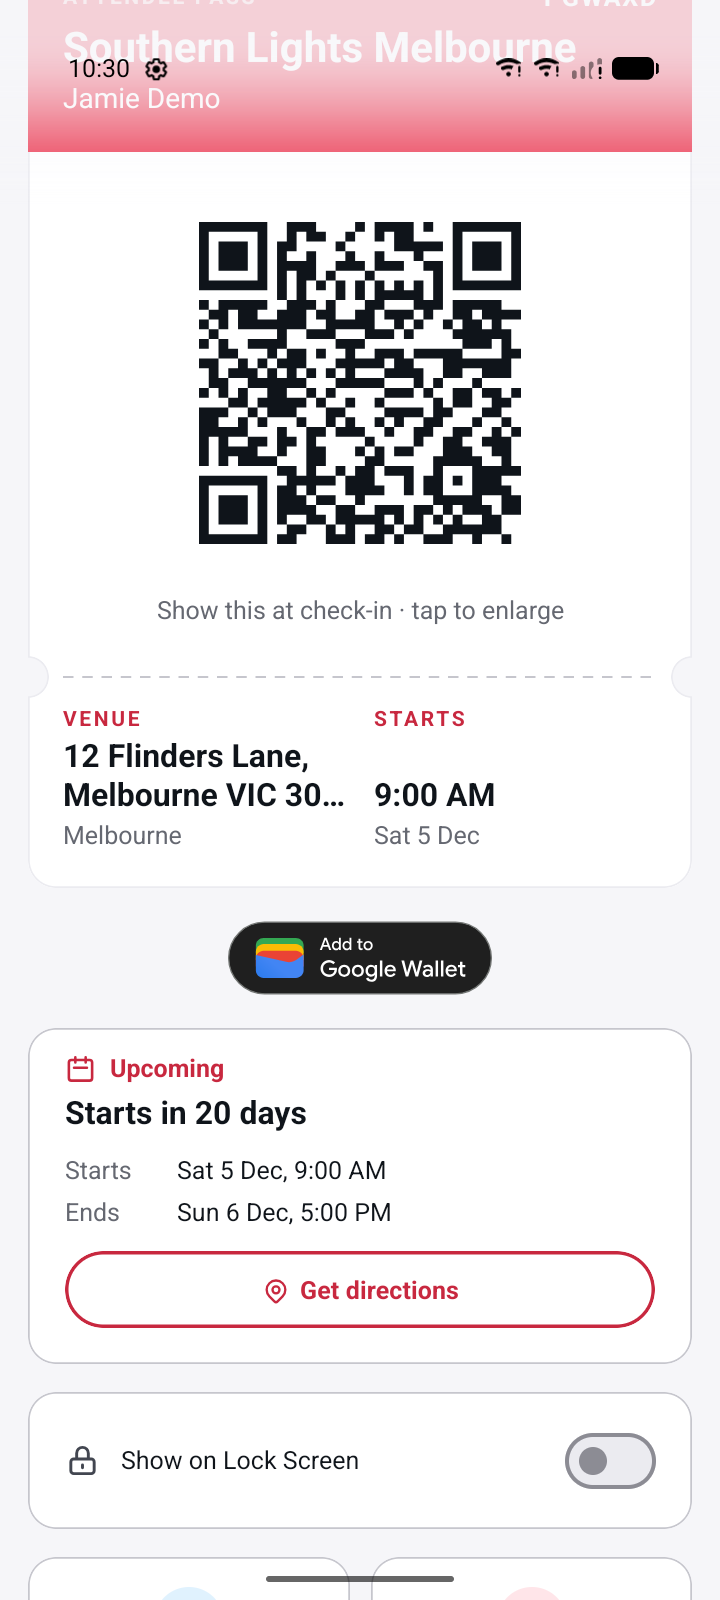 Southern Lights Melbourne
10:30
Jamie Demo
Show this at check-in · tap to enlarge
VENUE
STARTS
12 Flinders Lane,
Melbourne VIC 30…
9:00 AM
Melbourne
Sat 5 Dec
Add to
Google Wallet
Upcoming
Starts in 20 days
Starts
Sat 5 Dec, 9:00 AM
Ends
Sun 6 Dec, 5:00 PM
Get directions
Show on Lock Screen